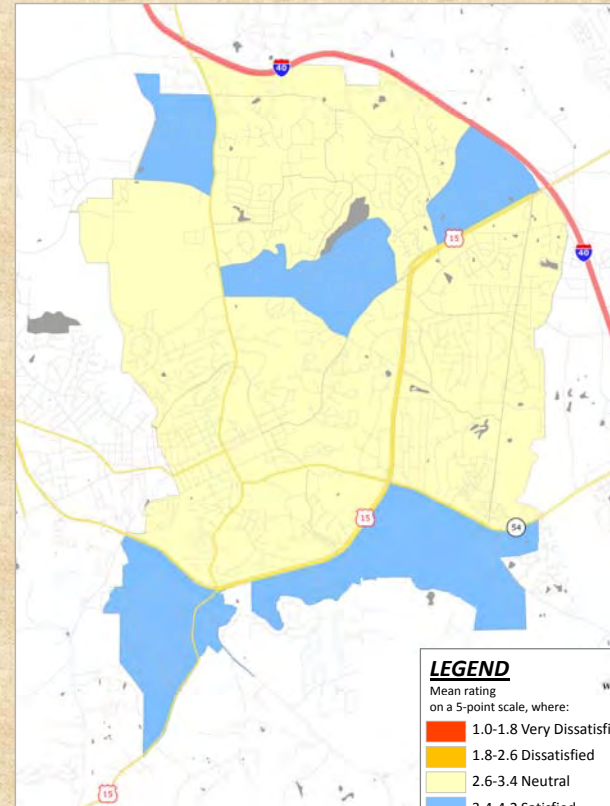 40
15
40
15
54
15
LEGEND
Mean rating
on a 5-point scale, where:
1.0-1.8 Very Dissatisfi
1.8-2.6 Dissatisfied
2.6-3.4 Neutral